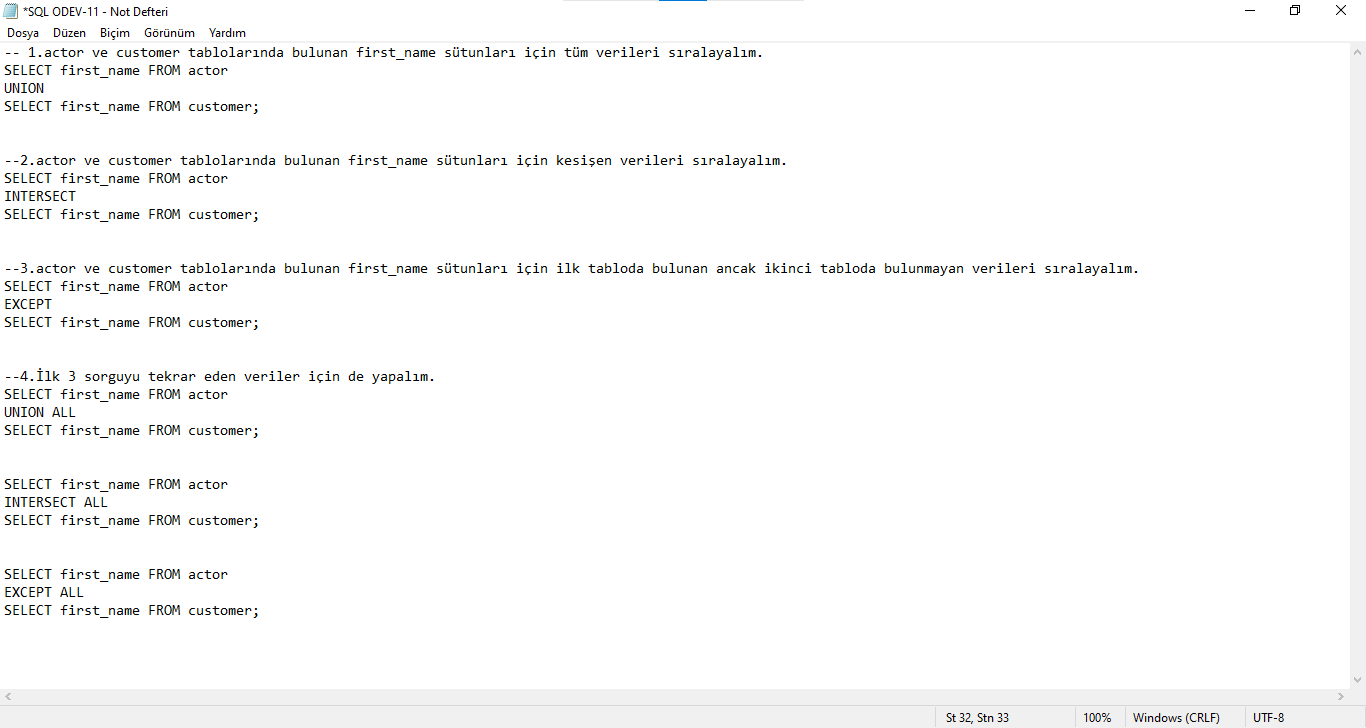 *SQL ODEV-11 - Not Defteri
Dosya Düzen Biçim Görünüm Yardım
-- 1.actor ve customer tablolarında bulunan first_name sütunları için tüm verileri sıralayalım.
SELECT first_name FROM actor
UNION
SELECT first_name FROM customer;
--2.actor ve customer tablolarında bulunan first_name sütunları için kesişen verileri sıralayalım.
SELECT first_name FROM actor
INTERSECT
SELECT first_name FROM customer;
--3.actor ve customer tablolarında bulunan first_name sütunları için ilk tabloda bulunan ancak ikinci tabloda bulunmayan verileri sıralayalım.
SELECT first_name FROM actor
EXCEPT
SELECT first_name FROM customer;
--4.İlk 3 sorguyu tekrar eden veriler için de yapalım.
SELECT first_name FROM actor
UNION ALL
SELECT first_name FROM customer;
SELECT first_name FROM actor
INTERSECT ALL
SELECT first_name FROM customer;
SELECT first_name FROM actor
EXCEPT ALL
SELECT first_name FROM customer;
St 32, Stn 33 100% Windows (CRLF) UTF-8